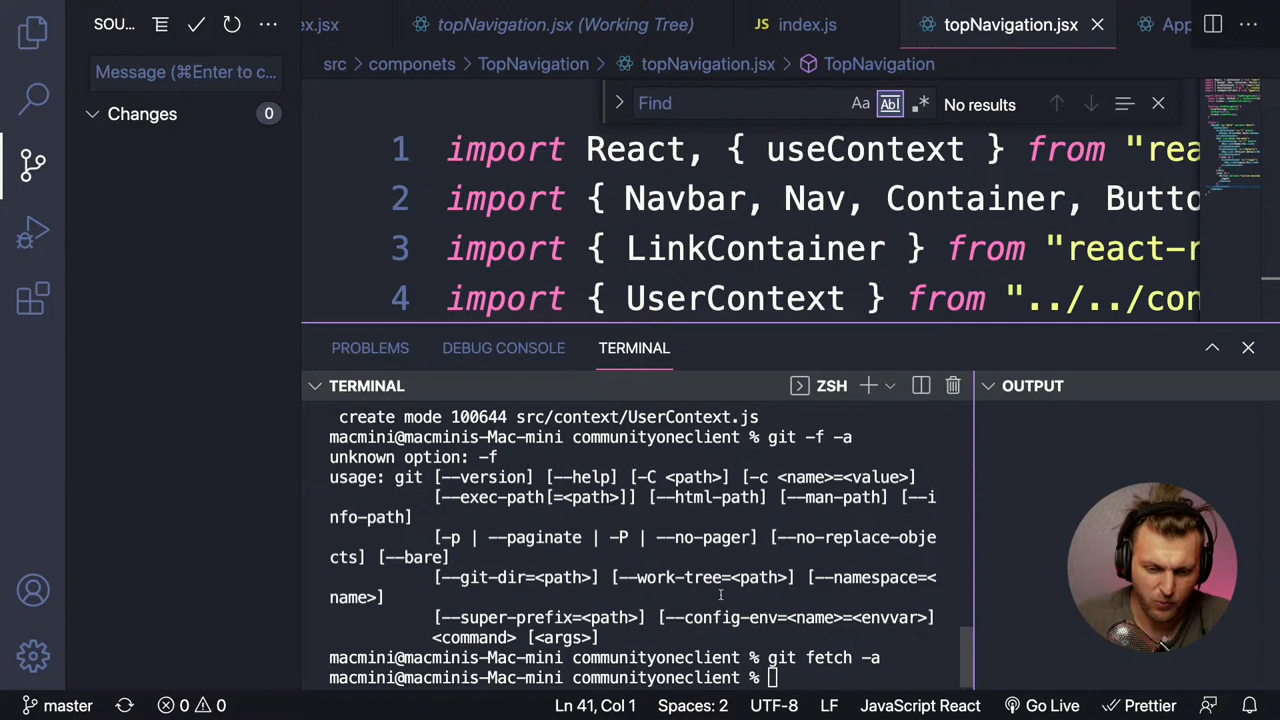 SOU...
ex.jsx
topNavigation.jsx (Working Tree)
index.js
topNavigation.jsx
App
Message (⌘Enter to c...
Changes
0
src › componets › TopNavigation › topNavigation.jsx › TopNavigation
Find
Aa
Abl
No results
1 import React, { useContext } from "rea
2 import { Navbar, Nav, Container, Butto
3 import { LinkContainer } from "react-r
4 import { UserContext } from "../../con
PROBLEMS
DEBUG CONSOLE
TERMINAL
TERMINAL
ZSH
OUTPUT
create mode 100644 src/context/UserContext.js
macmini@macminis-Mac-mini communityoneclient % git -f -a
unknown option: -f
usage: git [--version] [--help] [-C <path>] [-c <name>=<value>]
[--exec-path[=<path>]] [--html-path] [--man-path] [--i
nfo-path]
[-p | --paginate | -P | --no-pager] [--no-replace-obje
cts] [--bare]
[--git-dir=<path>] [--work-tree=<path>] [--namespace=<
name>]
[--super-prefix=<path>] [--config-env=<name>=<envvar>]
<command> [<args>]
macmini@macminis-Mac-mini communityoneclient % git fetch -a
macmini@macminis-Mac-mini communityoneclient %
master
0
0
Ln 41, Col 1
Spaces: 2
UTF-8
LF
JavaScript React
Go Live
Prettier